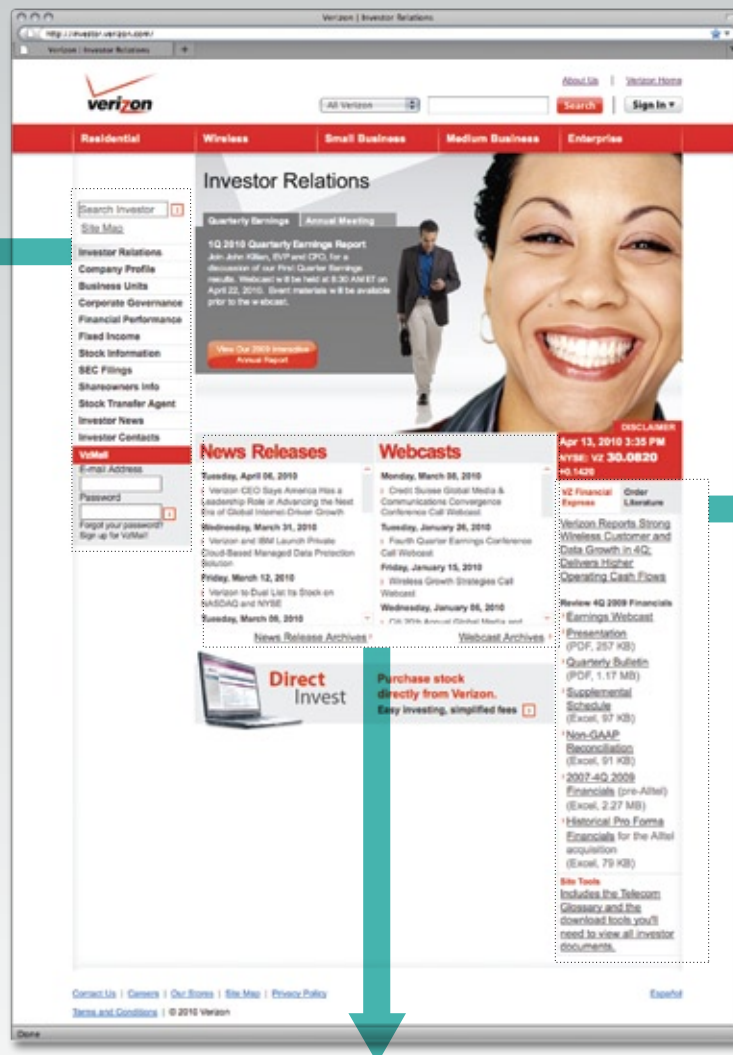 Verizon | Investor Relations
http://investor.verizon.com/
Verizon | Investor Relations +
About Us | Verizon Home
verizon
All Verizon
Search
Sign In
Residential
Wireless
Small Business
Medium Business
Enterprise
Search Investor
Site Map
Investor Relations
Company Profile
Business Units
Corporate Governance
Financial Performance
Fixed Income
Stock Information
SEC Filings
Shareowners Info
Stock Transfer Agent
Investor News
Investor Contacts
VzMail
E-mail Address
Password
Forgot your password?
Sign up for VzMail!
Investor Relations
Quarterly Earnings
Annual Meeting
1Q 2010 Quarterly Earnings Report
Join John Killian, EVP and CFO, for a
discussion of our First Quarter Earnings
results. Webcast will be held at 8:30 AM ET on
April 22, 2010. Event materials will be available
prior to the webcast.
View Our 2009 Interactive
Annual Report
News Releases
Tuesday, April 06, 2010
Verizon CEO Says America Has a
Leadership Role in Advancing the Next
Era of Global Internet-Driven Growth
Wednesday, March 31, 2010
Verizon and IBM Launch Private
Cloud-Based Managed Data Protection
Solution
Friday, March 12, 2010
Verizon to Dual List Its Stock on
NASDAQ and NYSE
Tuesday, March 09, 2010
News Release Archives
Webcasts
Monday, March 08, 2010
Credit Suisse Global Media &
Communications Convergence
Conference Call Webcast
Tuesday, January 26, 2010
Fourth Quarter Earnings Conference
Call Webcast
Friday, January 15, 2010
Wireless Growth Strategies Call
Webcast
Wednesday, January 06, 2010
Citi 20th Annual Global Media and
Webcast Archives
DISCLAIMER
Apr 13, 2010 3:35 PM
NYSE: VZ 30.0820
+0.1420
VZ Financial
Express
Order
Literature
Verizon Reports Strong
Wireless Customer and
Data Growth in 4Q;
Delivers Higher
Operating Cash Flows
Review 4Q 2009 Financials
Earnings Webcast
Presentation
(PDF, 257 KB)
Quarterly Bulletin
(PDF, 1.17 MB)
Supplemental
Schedule
(Excel, 97 KB)
Non-GAAP
Reconciliation
(Excel, 91 KB)
2007-4Q 2009
Financials (pre-Alltel)
(Excel, 2.27 MB)
Historical Pro Forma
Financials for the Alltel
acquisition
(Excel, 79 KB)
Site Tools
Includes the Telecom
Glossary and the
download tools you'll
need to view all investor
documents.
Direct
Invest
Purchase stock
directly from Verizon.
Easy investing, simplified fees
Contact Us | Careers | Our Stores | Site Map | Privacy Policy
Español
Terms and Conditions | © 2010 Verizon
Done